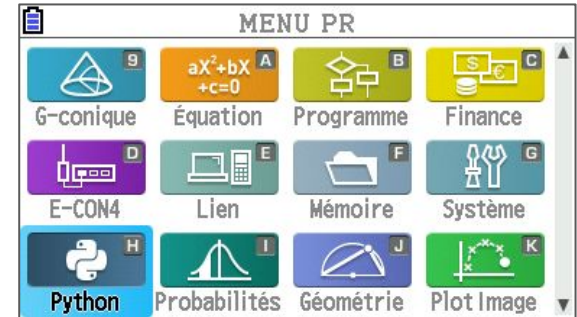 MENU PR
9 A B C
aX²+bX $
+c=0 €
G-conique Équation Programme Finance
D E F G
E-CON4 Lien Mémoire Système
H I J K
Python Probabilités Géométrie Plot Image